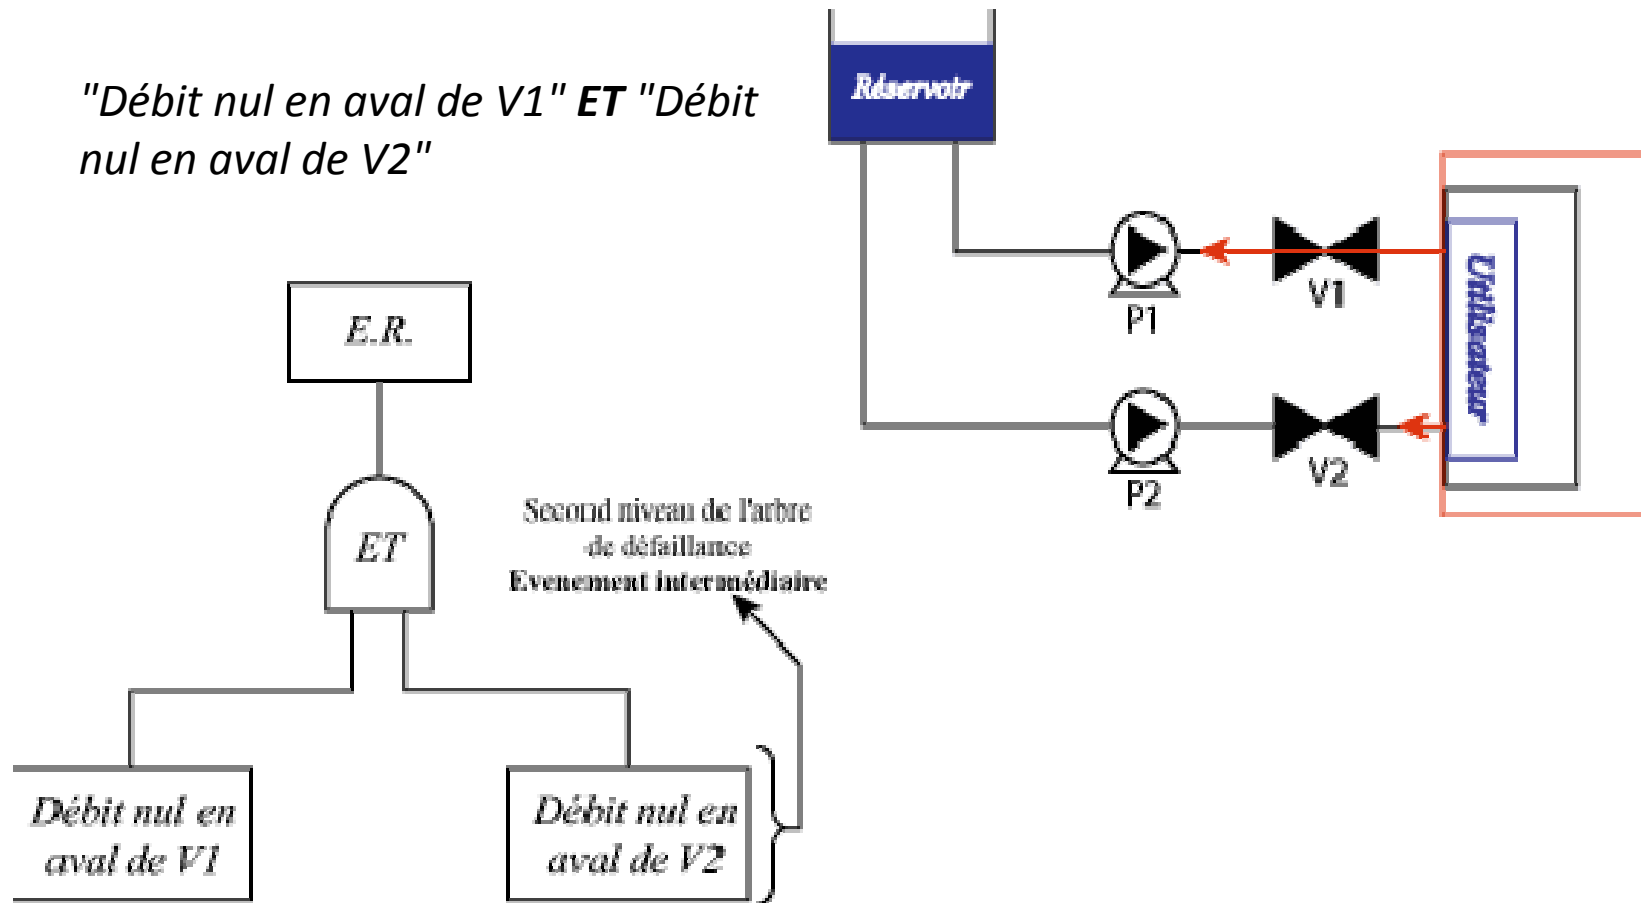 "Débit nul en aval de V1" ET "Débit
nul en aval de V2"
Réservoir
P1
V1
Utilisateur
P2
V2
E.R.
ET
Second niveau de l'arbre
de défaillance
Evenement intermédiaire
Débit nul en
aval de V1
Débit nul en
aval de V2